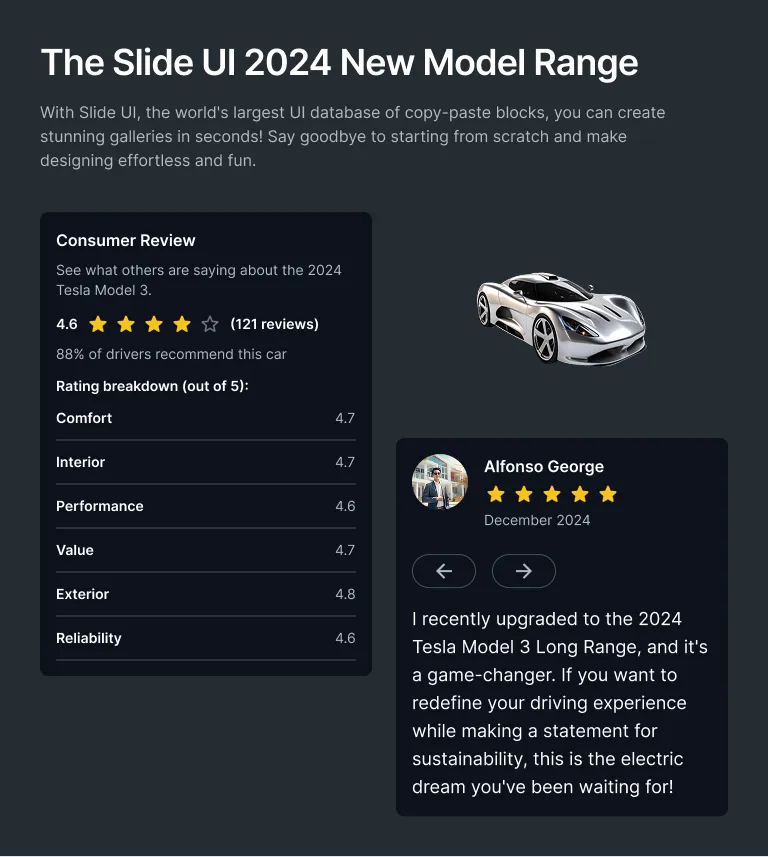 The Slide UI 2024 New Model Range
With Slide UI, the world's largest UI database of copy-paste blocks, you can create
stunning galleries in seconds! Say goodbye to starting from scratch and make
designing effortless and fun.
Consumer Review
See what others are saying about the 2024
Tesla Model 3.
4.6 (121 reviews)
88% of drivers recommend this car
Rating breakdown (out of 5):
Comfort 4.7
Interior 4.7
Performance 4.6
Value 4.7
Exterior 4.8
Reliability 4.6
Alfonso George
December 2024
I recently upgraded to the 2024
Tesla Model 3 Long Range, and it's
a game-changer. If you want to
redefine your driving experience
while making a statement for
sustainability, this is the electric
dream you've been waiting for!